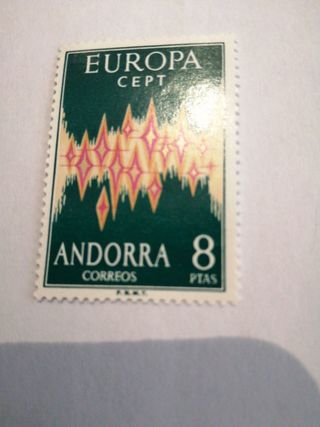 EUROPA
CEPT
ANDORRA 8
CORREOS PTAS
F.N.M.T.